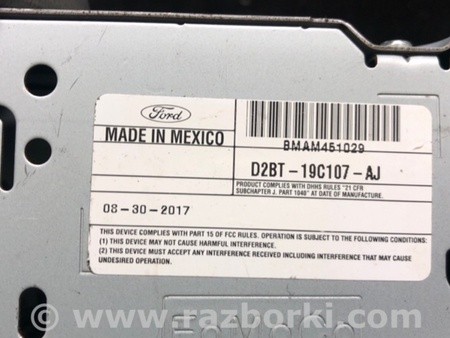 Ford
MADE IN MEXICO
BMAM451029
D2BT-19C107-AJ
PRODUCT COMPLIES WITH DHHS RULES "21 CFR
SUBCHAPTER J. PART 1040" AT DATE OF MANUFACTURE.
08-30-2017
THIS DEVICE COMPLIES WITH PART 15 OF FCC RULES. OPERATION IS SUBJECT TO THE FOLLOWING CONDITIONS:
(1) THIS DEVICE MAY NOT CAUSE HARMFUL INTERFERENCE.
(2) THIS DEVICE MUST ACCEPT ANY INTERFERENCE RECEIVED INCLUDING INTERFERENCE THAT MAY CAUSE
UNDESIRED OPERATION.
FoMoCo
www.razborki.com